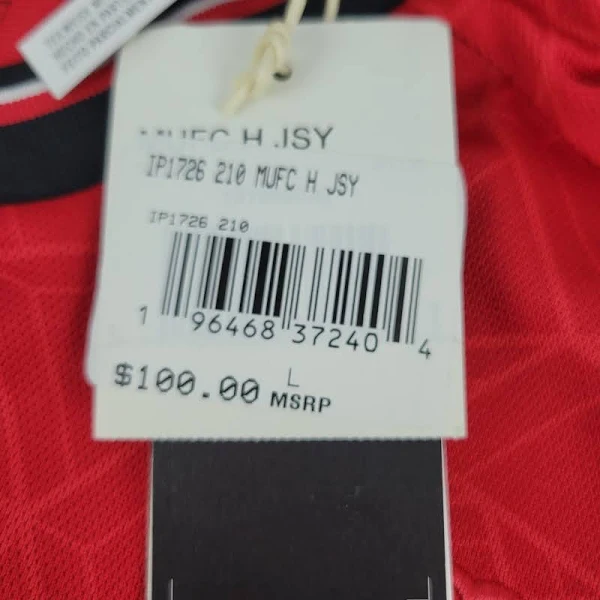 MUFC H JSY
IP1726 210 MUFC H JSY
IP1726 210
1 96468 37240 4
L
$100.00 MSRP